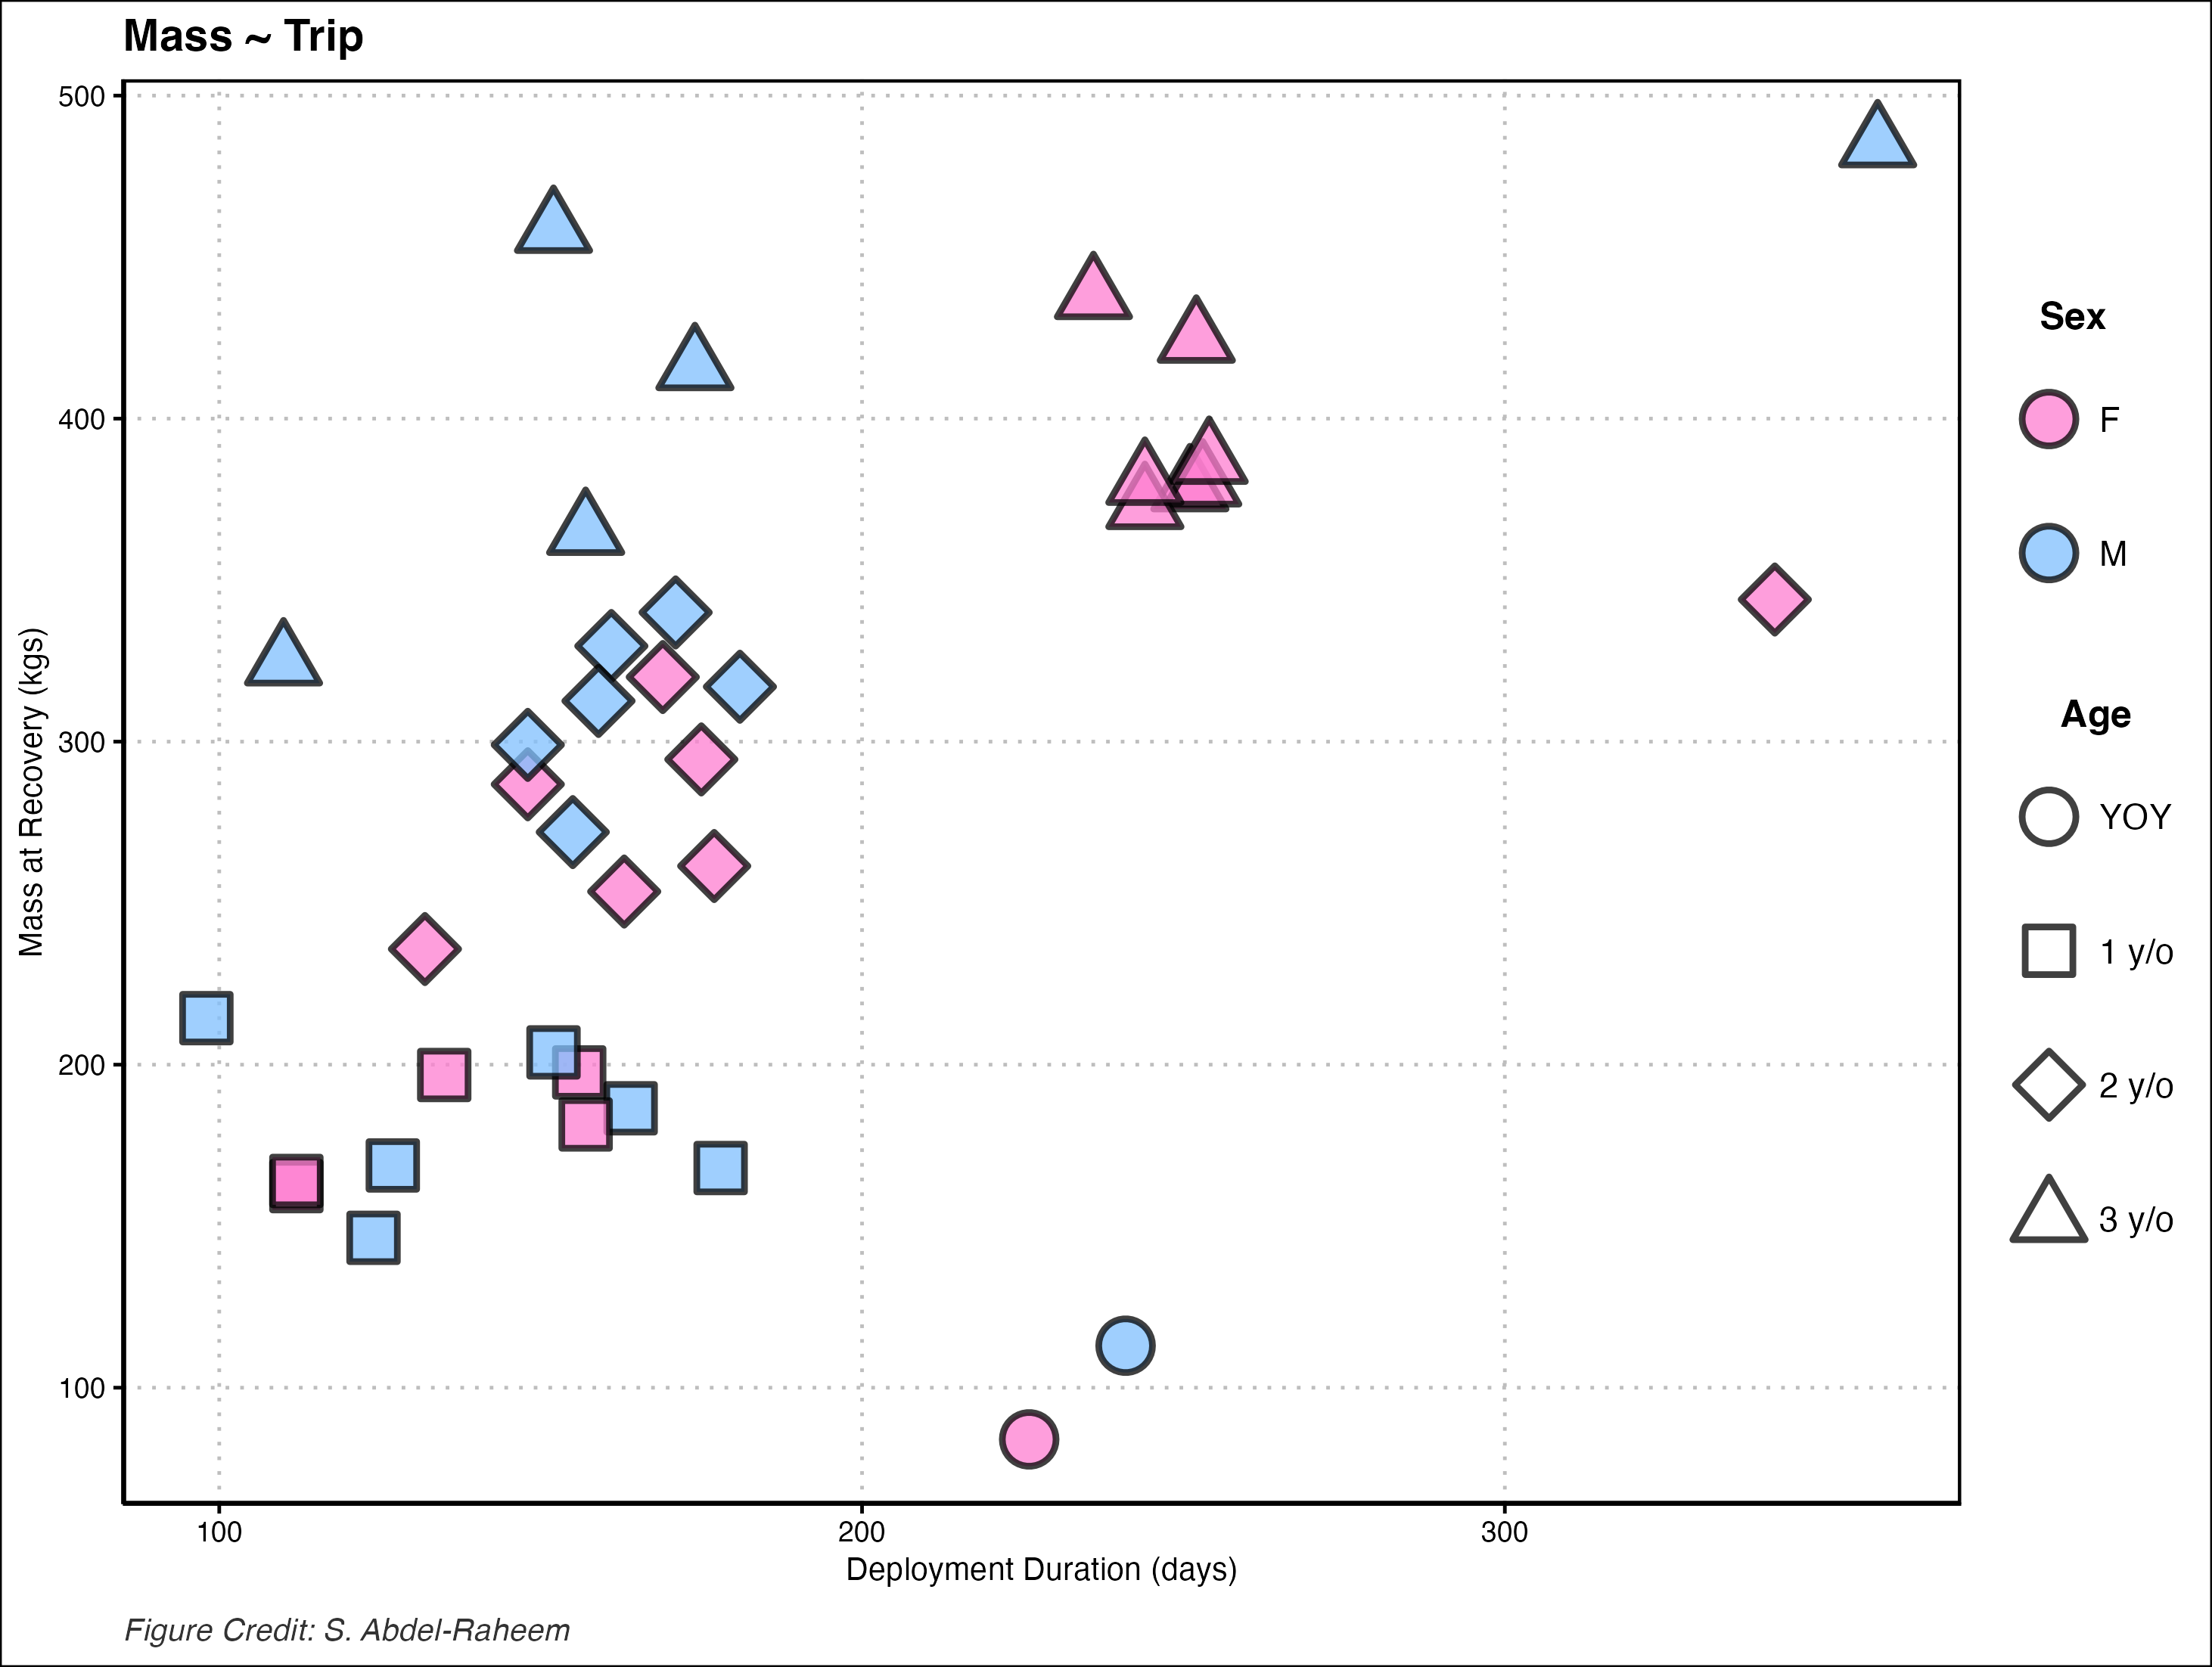 Mass ~ Trip
500
400
300
200
100
Mass at Recovery (kgs)
100
200
300
Deployment Duration (days)
Sex
F
M
Age
YOY
1 y/o
2 y/o
3 y/o
Figure Credit: S. Abdel-Raheem